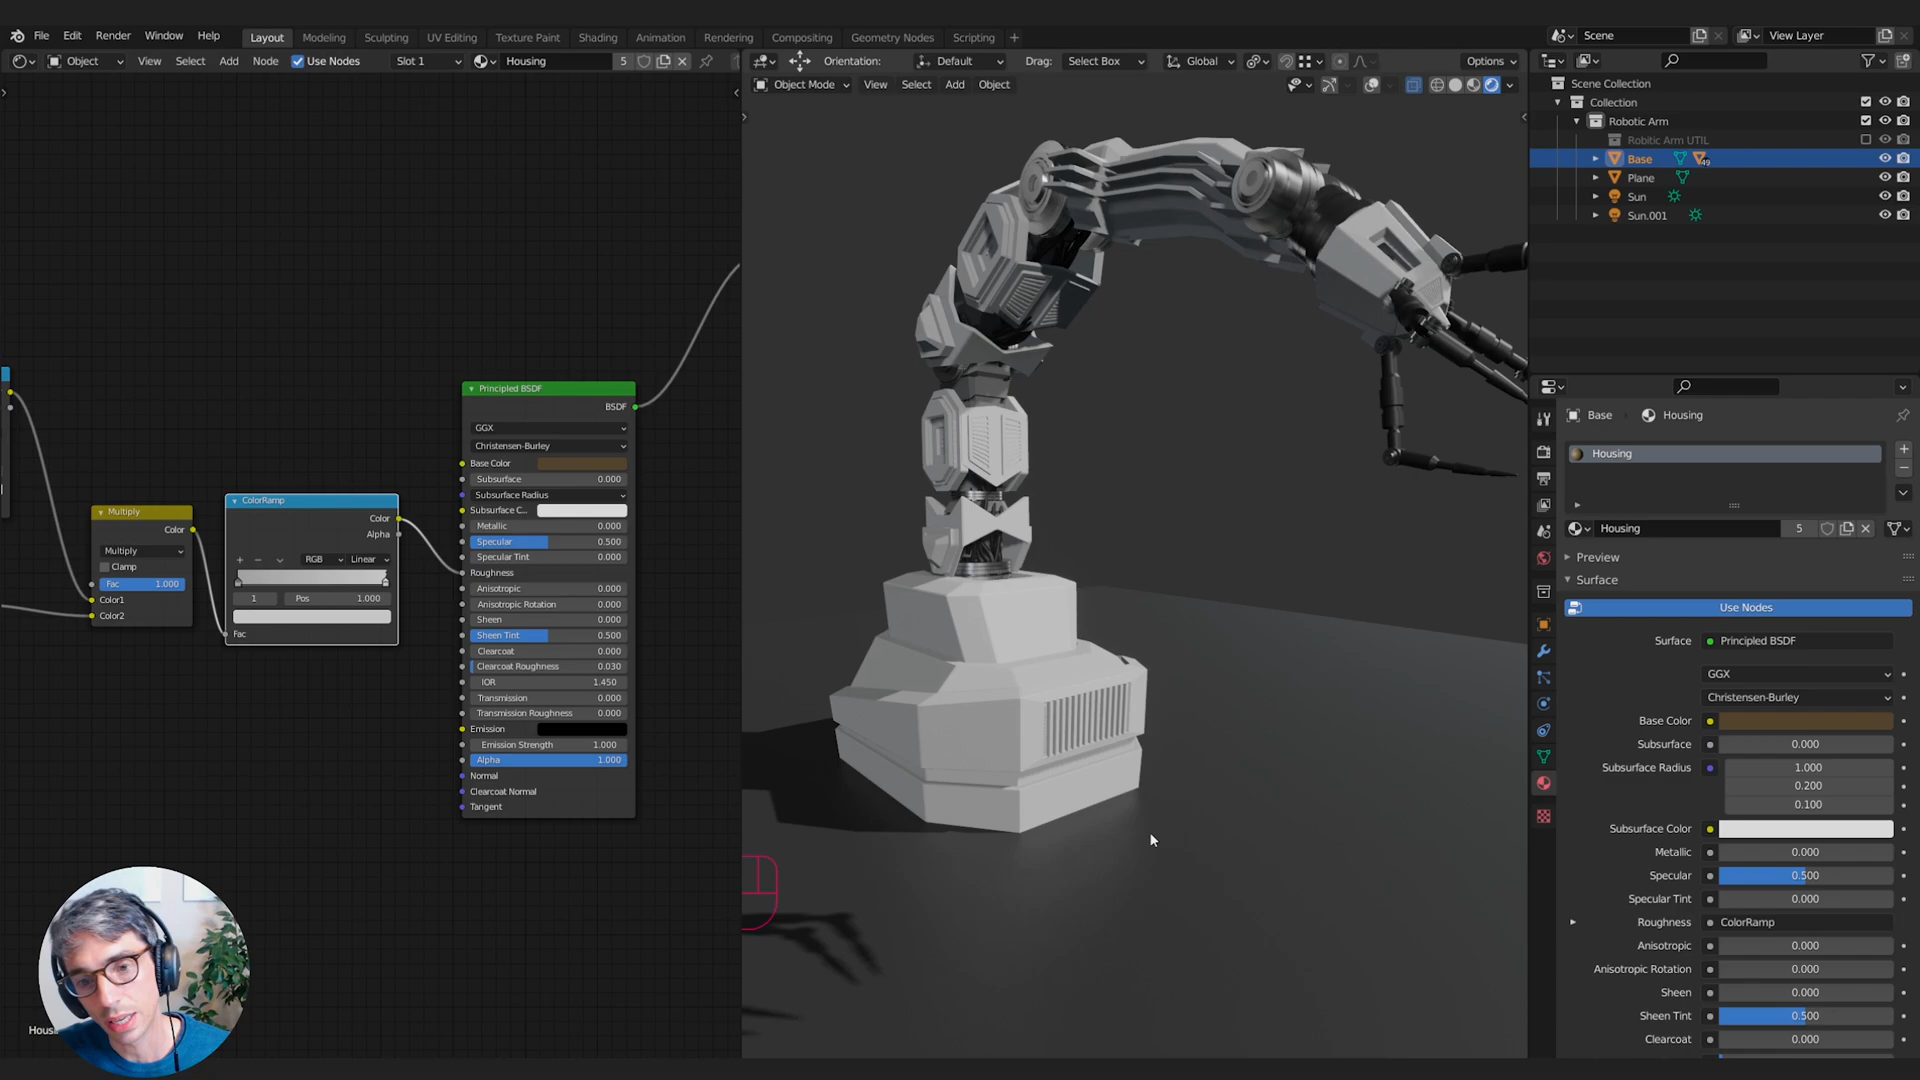 File Edit Render Window Help Layout Modeling Sculpting UV Editing Texture Paint Shading Animation Rendering Compositing Geometry Nodes Scripting +
Scene View Layer
Object View Select Add Node Use Nodes Slot 1 Housing 5
Orientation: Default Drag: Select Box Global Options
Object Mode View Select Add Object
Scene Collection
Collection
Robotic Arm
Robitic Arm UTIL
Base 49
Plane
Sun
Sun.001
Principled BSDF
BSDF
GGX
Christensen-Burley
Base Color
Subsurface 0.000
Subsurface Radius
Subsurface C...
Metallic 0.000
Specular 0.500
Specular Tint 0.000
Roughness
Anisotropic 0.000
Anisotropic Rotation 0.000
Sheen 0.000
Sheen Tint 0.500
Clearcoat 0.000
Clearcoat Roughness 0.030
IOR 1.450
Transmission 0.000
Transmission Roughness 0.000
Emission
Emission Strength 1.000
Alpha 1.000
Normal
Clearcoat Normal
Tangent
Multiply
Color
Multiply
Clamp
Fac 1.000
Color1
Color2
ColorRamp
Color
Alpha
RGB Linear
1 Pos 1.000
Fac
Housi
Base Housing
Housing
Housing 5
Preview
Surface
Use Nodes
Surface Principled BSDF
GGX
Christensen-Burley
Base Color
Subsurface 0.000
Subsurface Radius 1.000
0.200
0.100
Subsurface Color
Metallic 0.000
Specular 0.500
Specular Tint 0.000
Roughness ColorRamp
Anisotropic 0.000
Anisotropic Rotation 0.000
Sheen 0.000
Sheen Tint 0.500
Clearcoat 0.000